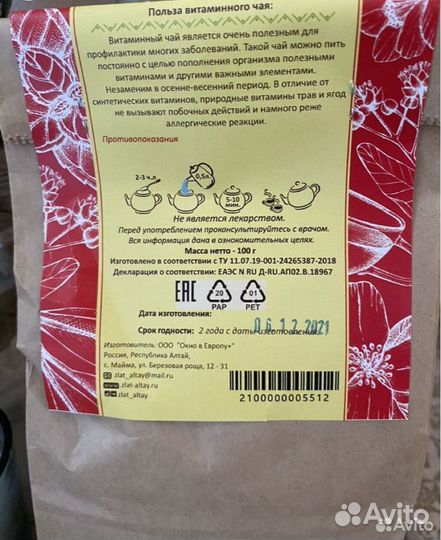 Польза витаминного чая:
Витаминный чай является очень полезным для
профилактики многих заболеваний. Такой чай можно пить
постоянно с целью пополнения организма полезными
витаминами и другими важными элементами.
Незаменим в осенне-весенний период. В отличие от
синтетических витаминов, природные витамины трав и ягод
не вызывают побочных действий и намного реже
аллергические реакции.
Противопоказания
2-3 ч.л
0,5л.
5-10
мин.
Не является лекарством.
Перед употреблением проконсультируйтесь с врачом.
Вся информация дана в ознакомительных целях.
Масса нетто - 100 г
Изготовлено в соответствии с ТУ 11.07.19-001-24265387-2018
Декларация о соответствии: ЕАЭС N RU Д-RU.АП02.В.18967
EAC
20
PAP
01
PET
Дата изготовления:
06.12 2021
Срок годности: 2 года с даты изготовления.
Изготовитель: ООО "Окно в Европу+"
Россия, Республика Алтай,
с. Майма, ул. Березовая роща, 12 - 31
zlat_altay@mail.ru
www.
zlat-altay.ru
zlat_altay
2100000005512
Avito
Avito